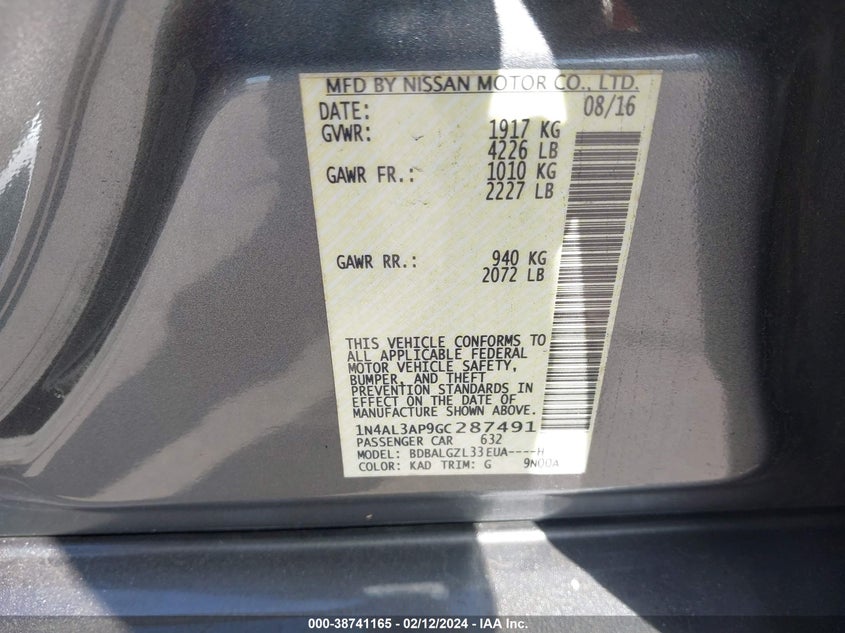 MFD BY NISSAN MOTOR CO., LTD.
DATE: 08/16
GVWR: 1917 KG
4226 LB
GAWR FR.: 1010 KG
2227 LB
GAWR RR.: 940 KG
2072 LB
THIS VEHICLE CONFORMS TO
ALL APPLICABLE FEDERAL
MOTOR VEHICLE SAFETY,
BUMPER, AND THEFT
PREVENTION STANDARDS IN
EFFECT ON THE DATE OF
MANUFACTURE SHOWN ABOVE.
1N4AL3AP9GC287491
PASSENGER CAR 632
MODEL: BDBALGZL33EUA----H
COLOR: KAD TRIM: G 9N00A
000-38741165 - 02/12/2024 - IAA Inc.